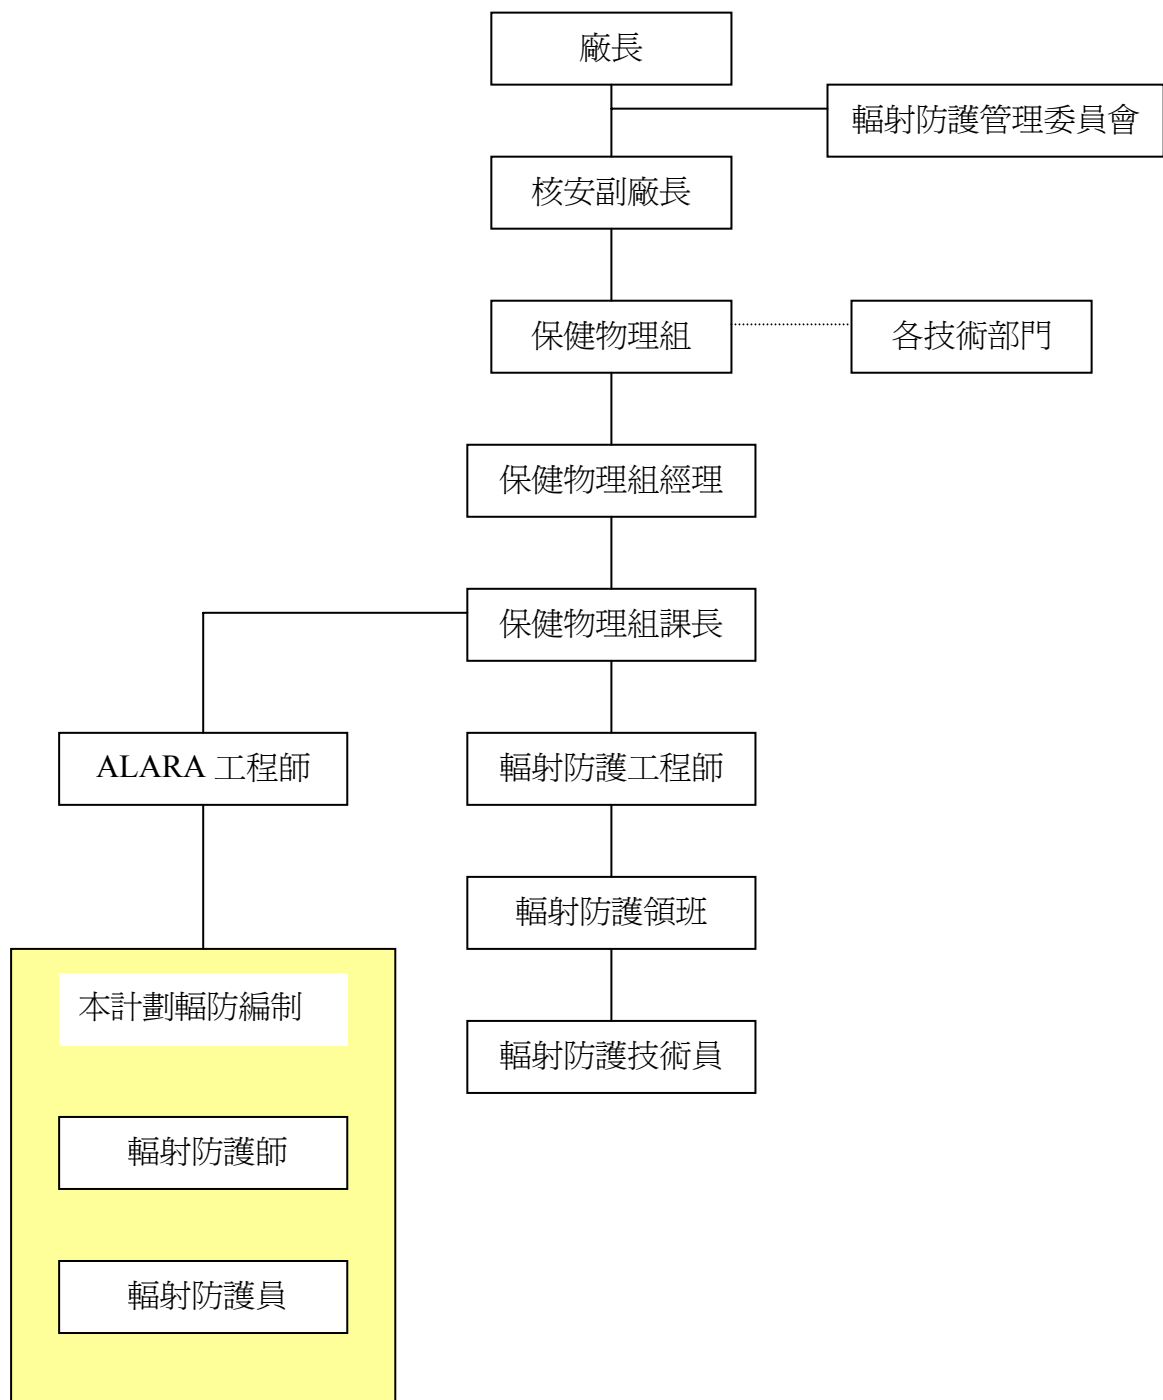 廠長
輻射防護管理委員會
核安副廠長
保健物理組
各技術部門
保健物理組經理
保健物理組課長
ALARA 工程師
輻射防護工程師
輻射防護領班
本計劃輻防編制
輻射防護技術員
輻射防護師
輻射防護員